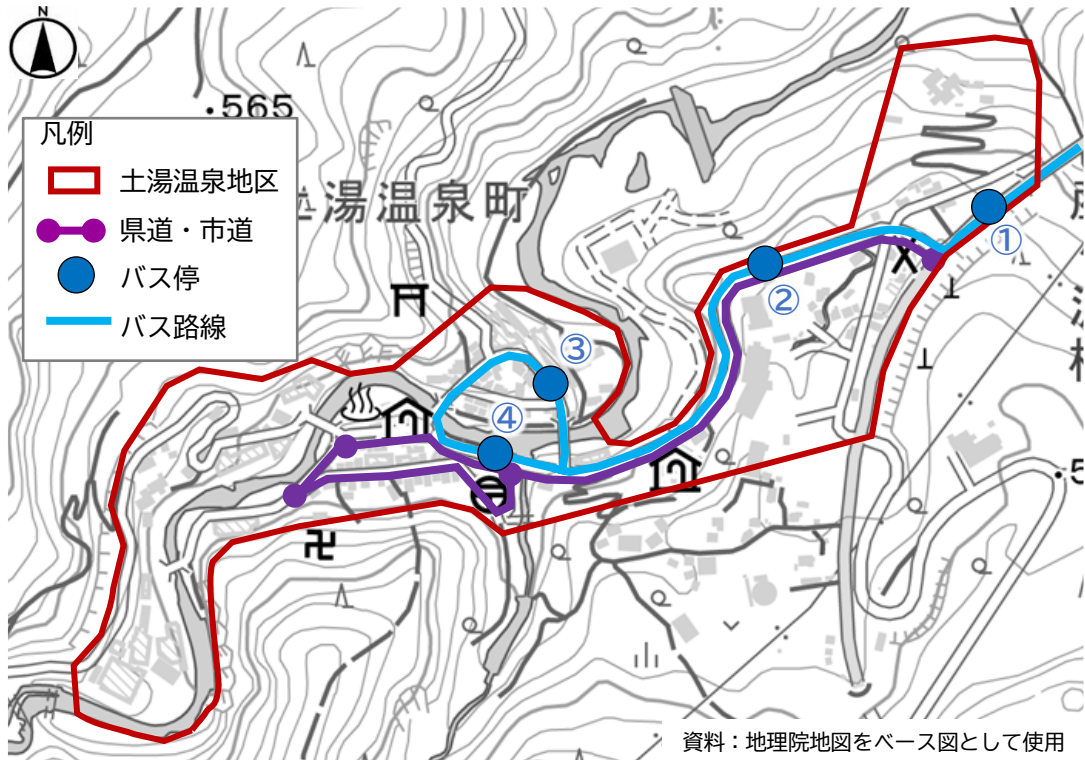 N
・565
凡例
土湯温泉地区
県道・市道
バス停
バス路線
湯温泉町
①
②
③
④
資料：地理院地図をベース図として使用